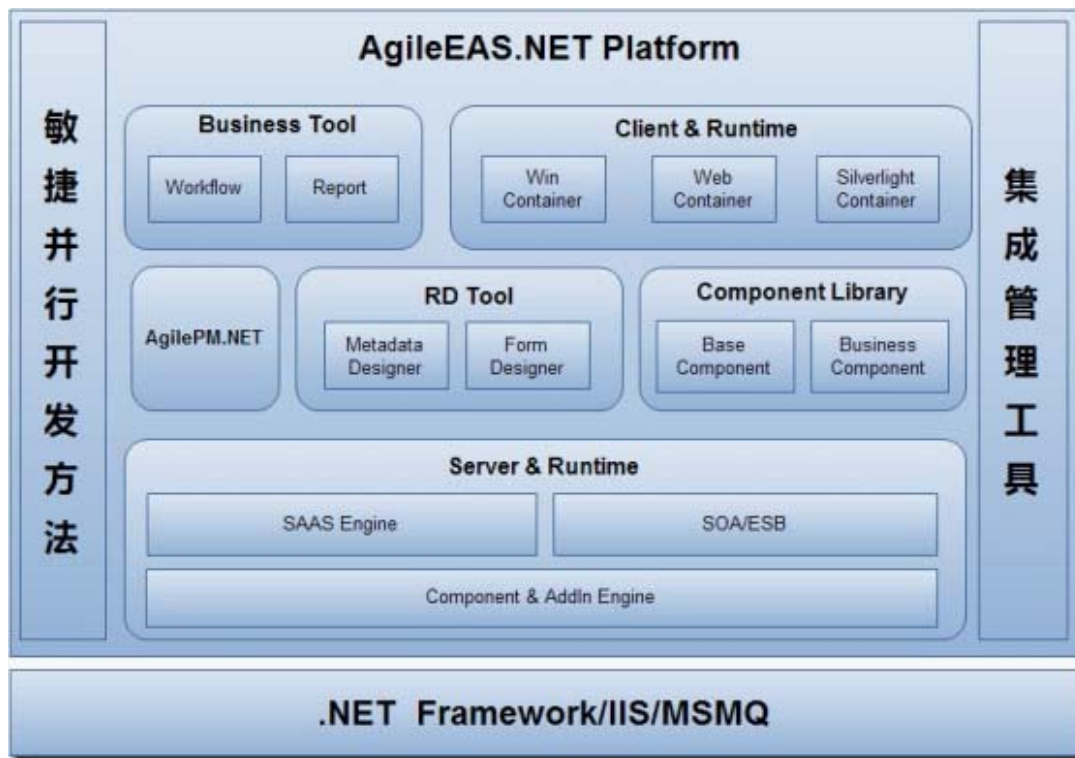 AgileEAS.NET Platform
敏捷并行开发方法
Business Tool
Workflow
Report
Client & Runtime
Win
Container
Web
Container
Silverlight
Container
AgilePM.NET
RD Tool
Metadata
Designer
Form
Designer
Component Library
Base
Component
Business
Component
Server & Runtime
SAAS Engine
SOA/ESB
Component & AddIn Engine
集成管理工具
.NET Framework/IIS/MSMQ